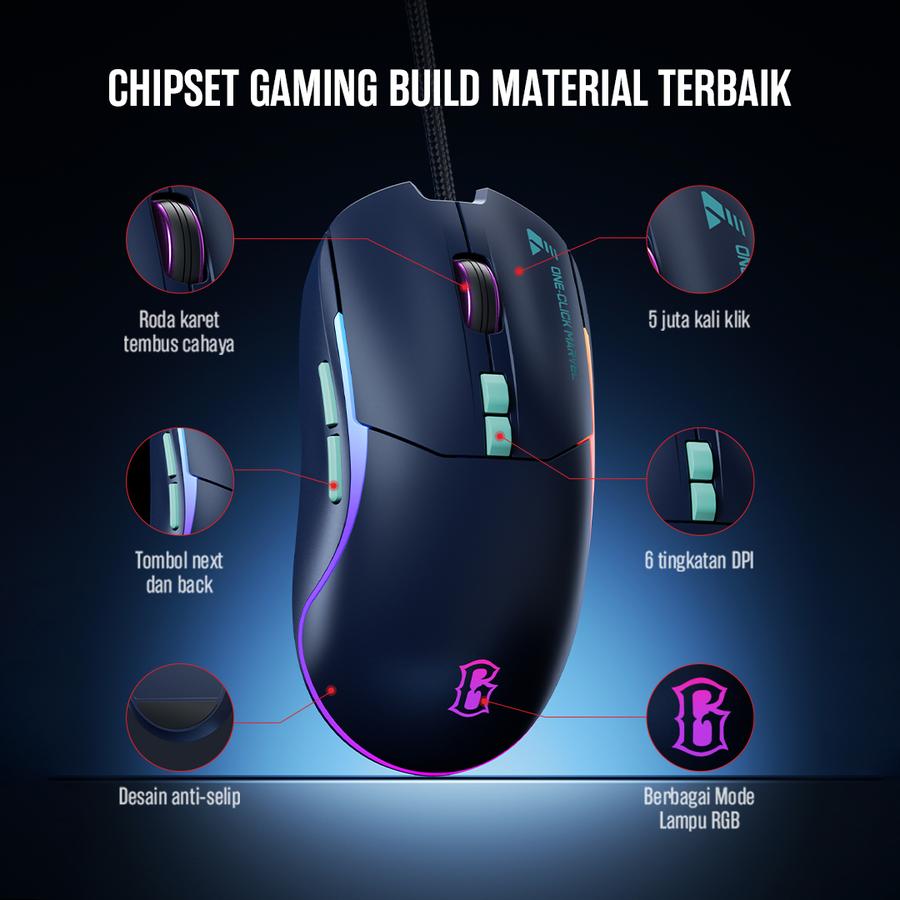 CHIPSET GAMING BUILD MATERIAL TERBAIK
ONE-CLICK MARVEL
Roda karet
tembus cahaya
5 juta kali klik
Tombol next
dan back
6 tingkatan DPI
Desain anti-selip
Berbagai Mode
Lampu RGB